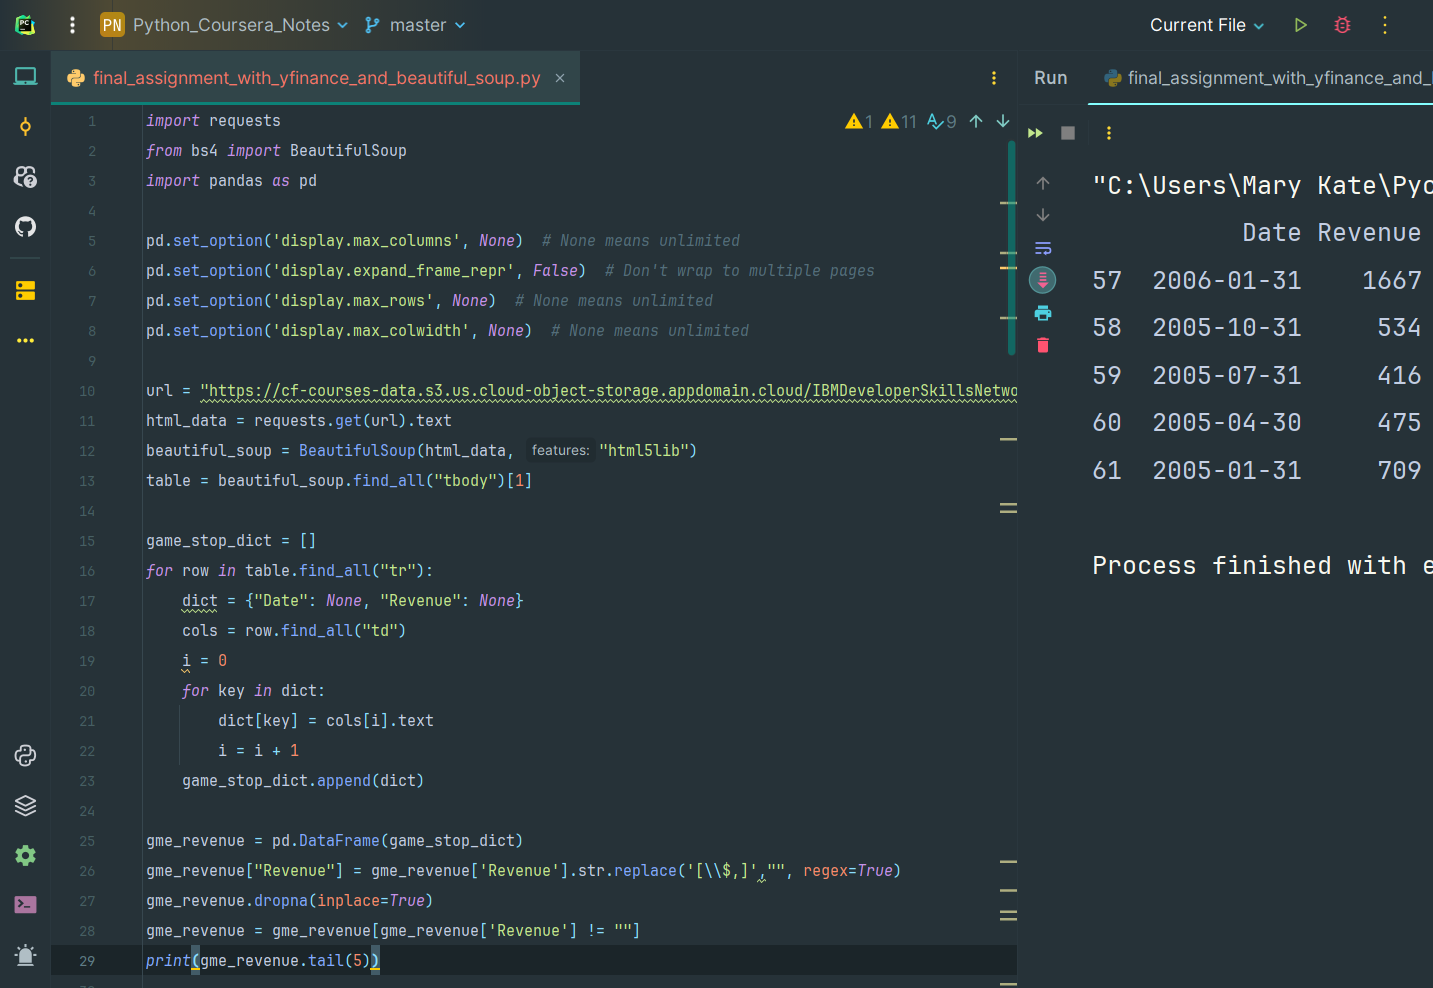 PC
PN Python_Coursera_Notes master Current File
final_assignment_with_yfinance_and_beautiful_soup.py ×
Run final_assignment_with_yfinance_and_
1 11 9
1 import requests
2 from bs4 import BeautifulSoup
3 import pandas as pd
4
5 pd.set_option('display.max_columns', None)  # None means unlimited
6 pd.set_option('display.expand_frame_repr', False)  # Don't wrap to multiple pages
7 pd.set_option('display.max_rows', None)  # None means unlimited
8 pd.set_option('display.max_colwidth', None)  # None means unlimited
9
10 url = "https://cf-courses-data.s3.us.cloud-object-storage.appdomain.cloud/IBMDeveloperSkillsNetwo
11 html_data = requests.get(url).text
12 beautiful_soup = BeautifulSoup(html_data, features: "html5lib")
13 table = beautiful_soup.find_all("tbody")[1]
14
15 game_stop_dict = []
16 for row in table.find_all("tr"):
17     dict = {"Date": None, "Revenue": None}
18     cols = row.find_all("td")
19     i = 0
20     for key in dict:
21         dict[key] = cols[i].text
22         i = i + 1
23     game_stop_dict.append(dict)
24
25 gme_revenue = pd.DataFrame(game_stop_dict)
26 gme_revenue["Revenue"] = gme_revenue['Revenue'].str.replace('[\\$,]',"", regex=True)
27 gme_revenue.dropna(inplace=True)
28 gme_revenue = gme_revenue[gme_revenue['Revenue'] != ""]
29 print(gme_revenue.tail(5))
"C:\Users\Mary Kate\Pyc
Date Revenue
57 2006-01-31 1667
58 2005-10-31 534
59 2005-07-31 416
60 2005-04-30 475
61 2005-01-31 709
Process finished with e